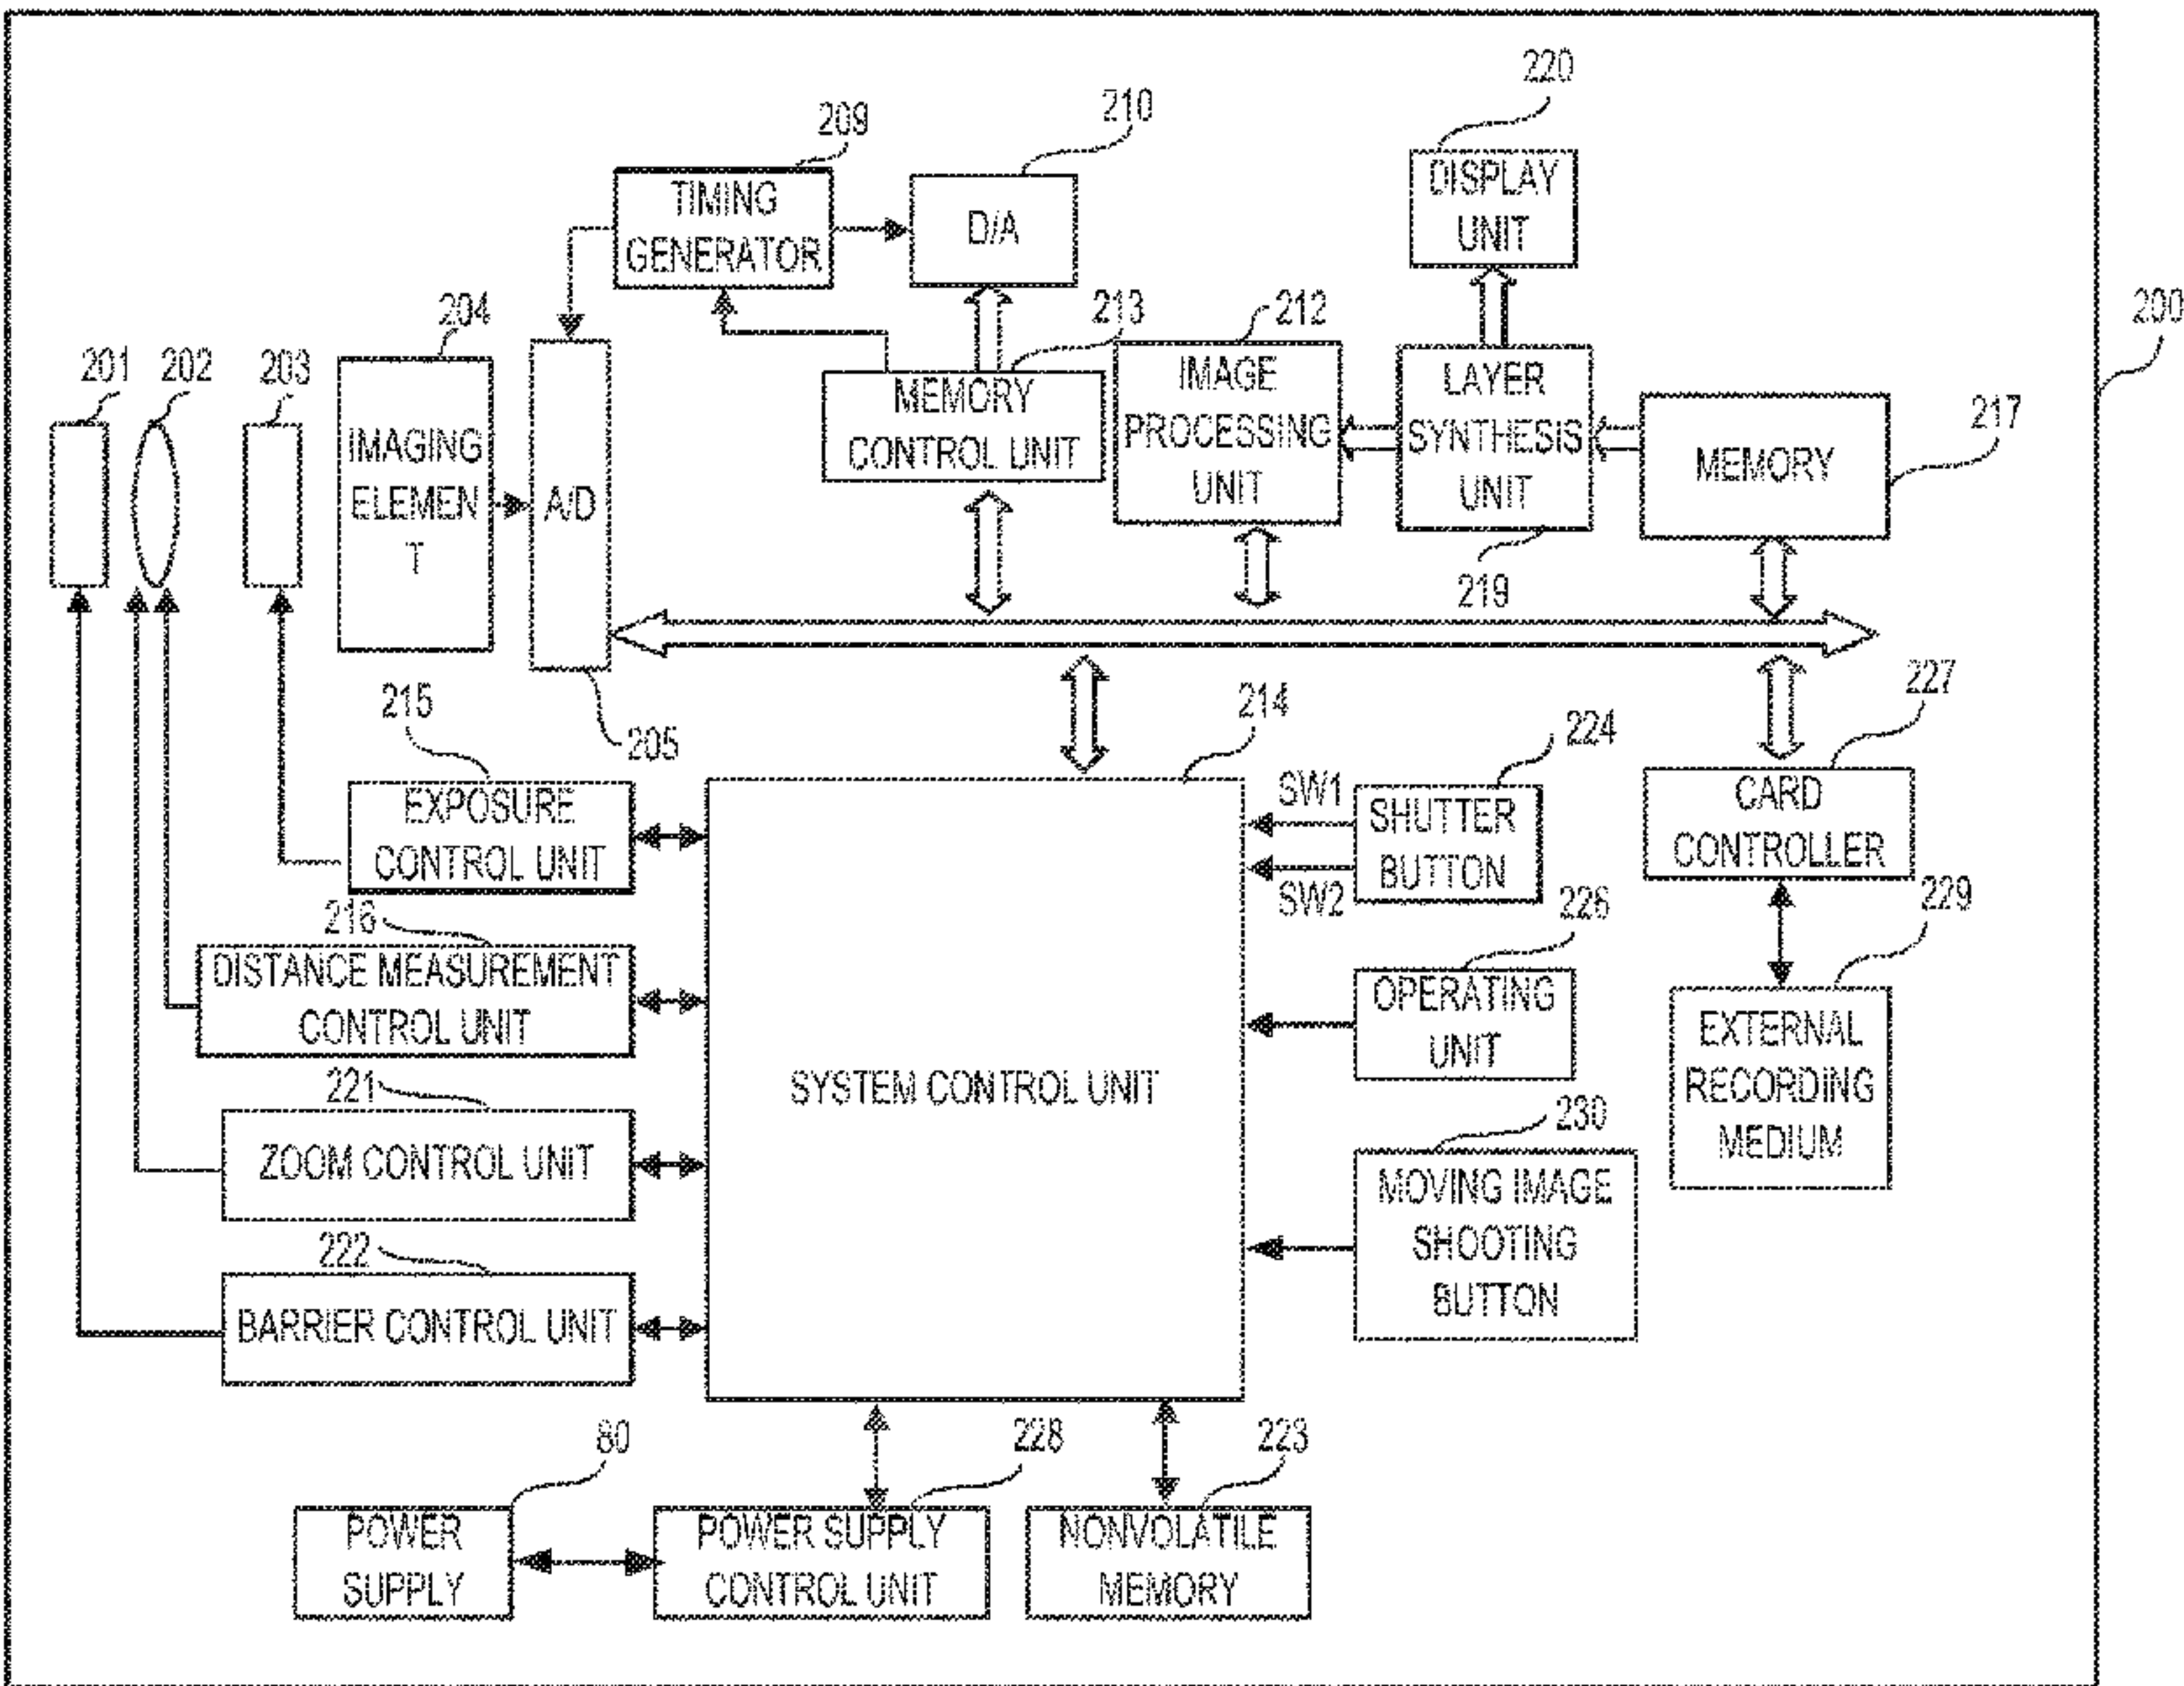 220
210
209
DISPLAY
UNIT
TIMING
GENERATOR
D/A
200
204
213
212
201
202
203
IMAGING
ELEMEN
T
A/D
MEMORY
CONTROL UNIT
IMAGE
PROCESSING
UNIT
LAYER
SYNTHESIS
UNIT
MEMORY
217
219
205
215
214
224
227
EXPOSURE
CONTROL UNIT
SW1
SHUTTER
BUTTON
SW2
CARD
CONTROLLER
216
226
229
DISTANCE MEASUREMENT
CONTROL UNIT
OPERATING
UNIT
EXTERNAL
RECORDING
MEDIUM
SYSTEM CONTROL UNIT
221
ZOOM CONTROL UNIT
230
MOVING IMAGE
SHOOTING
BUTTON
222
BARRIER CONTROL UNIT
80
228
223
POWER
SUPPLY
POWER SUPPLY
CONTROL UNIT
NONVOLATILE
MEMORY